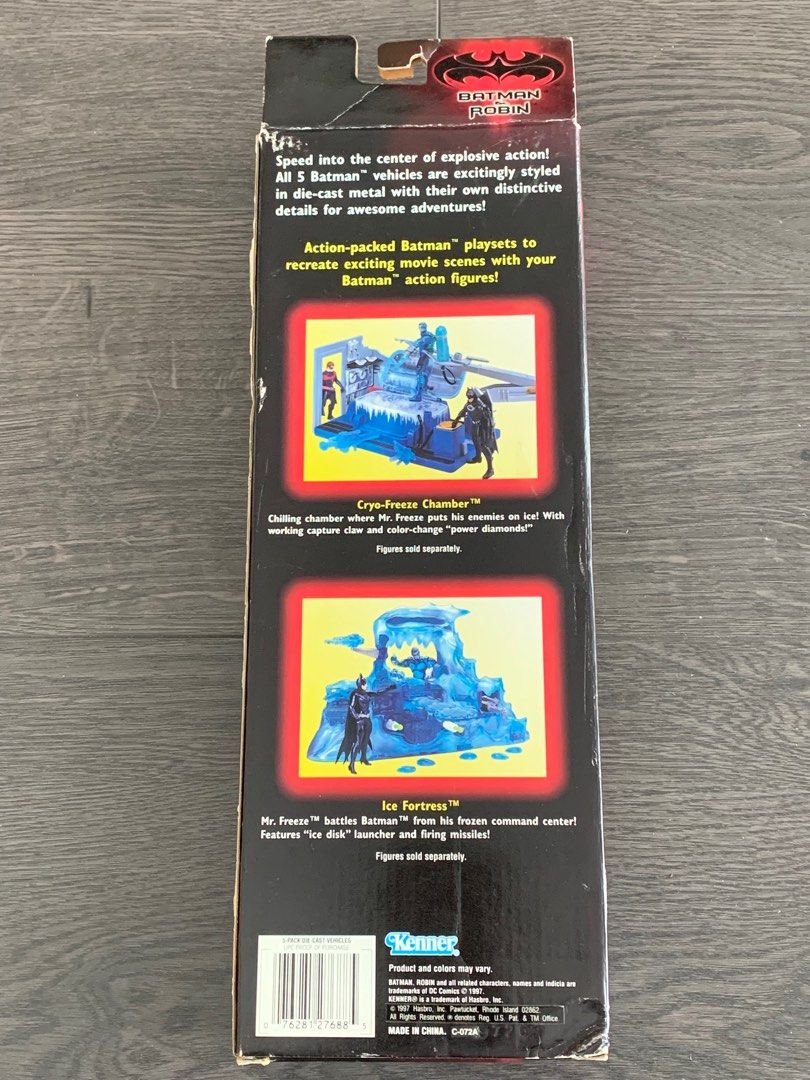 BATMAN
&
ROBIN
Speed into the center of explosive action!
All 5 Batman™ vehicles are excitingly styled
in die-cast metal with their own distinctive
details for awesome adventures!
Action-packed Batman™ playsets to
recreate exciting movie scenes with your
Batman™ action figures!
Cryo-Freeze Chamber™
Chilling chamber where Mr. Freeze puts his enemies on ice! With
working capture claw and color-change “power diamonds!”
Figures sold separately.
Ice Fortress™
Mr. Freeze™ battles Batman™ from his frozen command center!
Features “ice disk” launcher and firing missiles!
Figures sold separately.
5-PACK DIE-CAST VEHICLES
UPC PROOF OF PURCHASE
0 76281 27688 5
Kenner
Product and colors may vary.
BATMAN, ROBIN and all related characters, names and indicia are
trademarks of DC Comics © 1997.
KENNER® is a trademark of Hasbro, Inc.
© 1997 Hasbro, Inc. Pawtucket, Rhode Island 02862.
All Rights Reserved. ® denotes Reg. U.S. Pat. & TM Office
MADE IN CHINA. C-072A